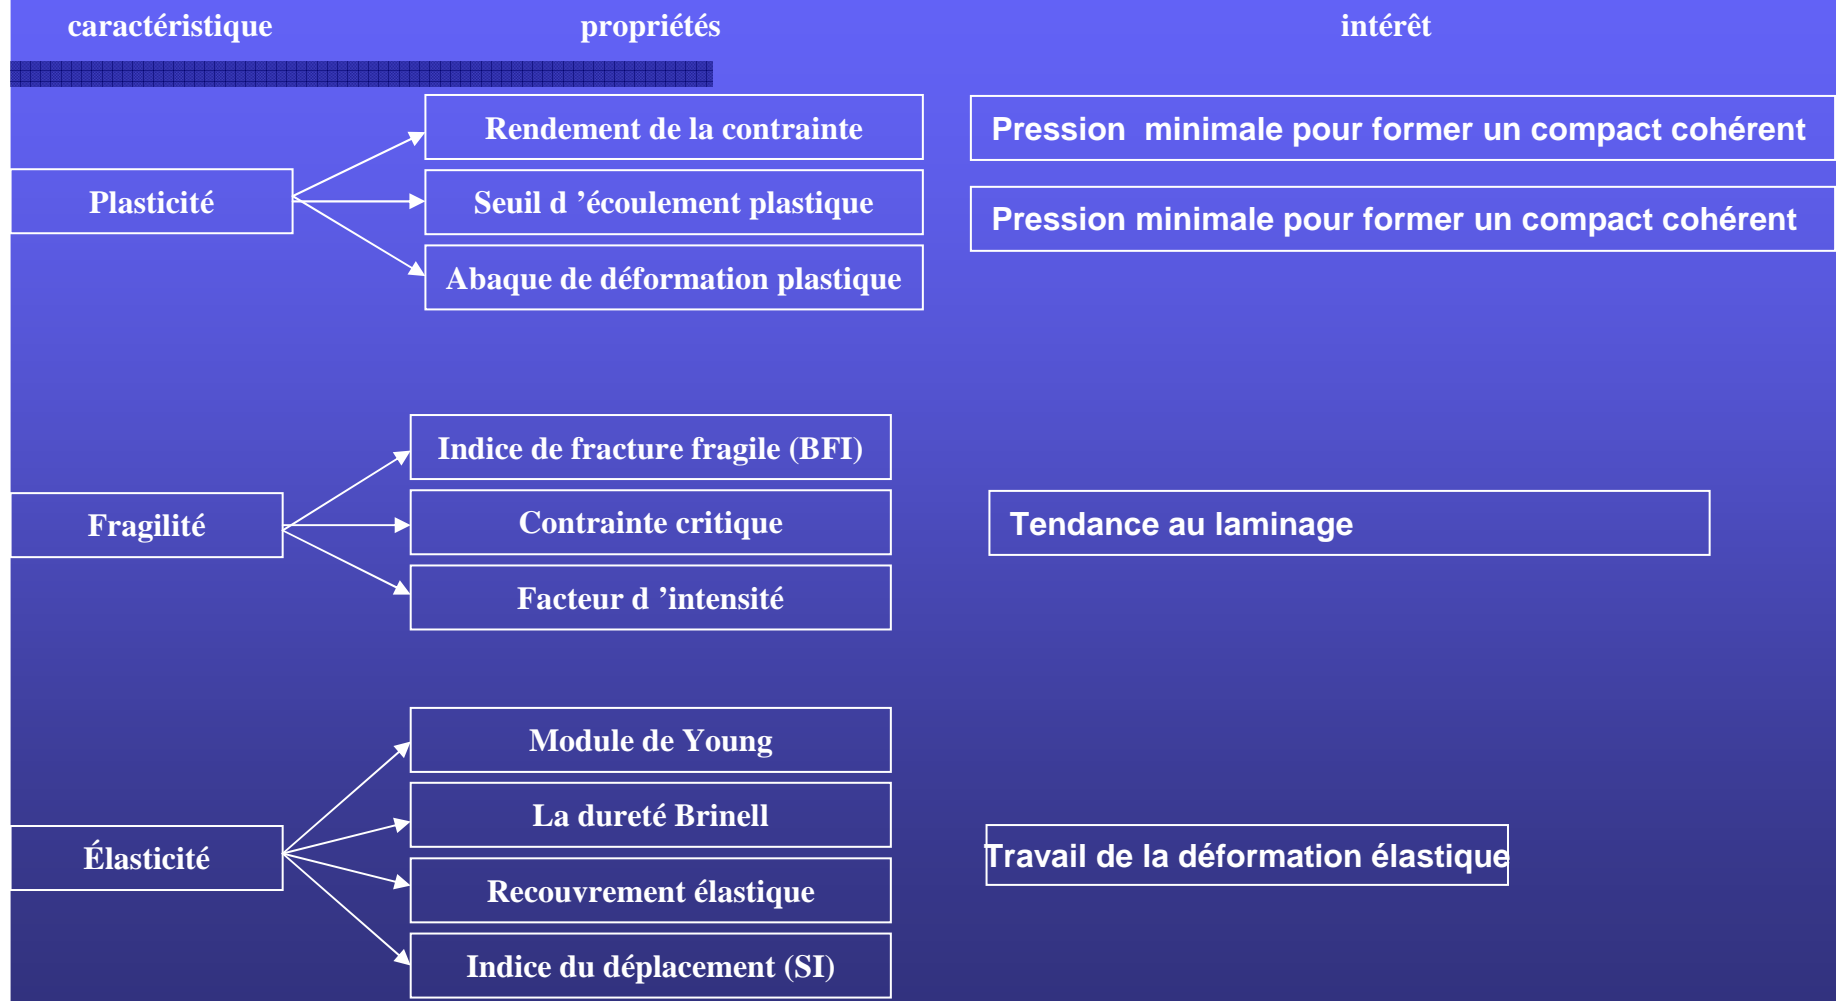 caractéristique propriétés intérêt
Rendement de la contrainte
Pression minimale pour former un compact cohérent
Plasticité
Seuil d ’écoulement plastique
Pression minimale pour former un compact cohérent
Abaque de déformation plastique
Indice de fracture fragile (BFI)
Fragilité
Contrainte critique
Tendance au laminage
Facteur d ’intensité
Module de Young
La dureté Brinell
Élasticité
Travail de la déformation élastique
Recouvrement élastique
Indice du déplacement (SI)